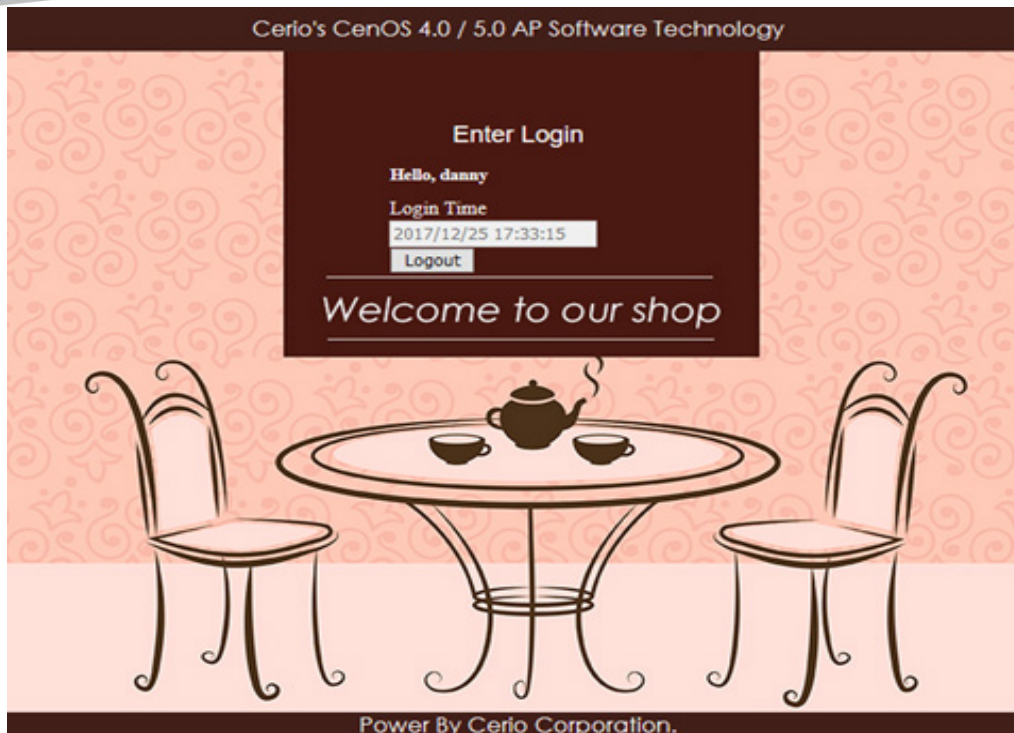 Cerio's CenOS 4.0 / 5.0 AP Software Technology
Enter Login
Hello, danny
Login Time
2017/12/25 17:33:15
Logout
Welcome to our shop
Power By Cerio Corporation.